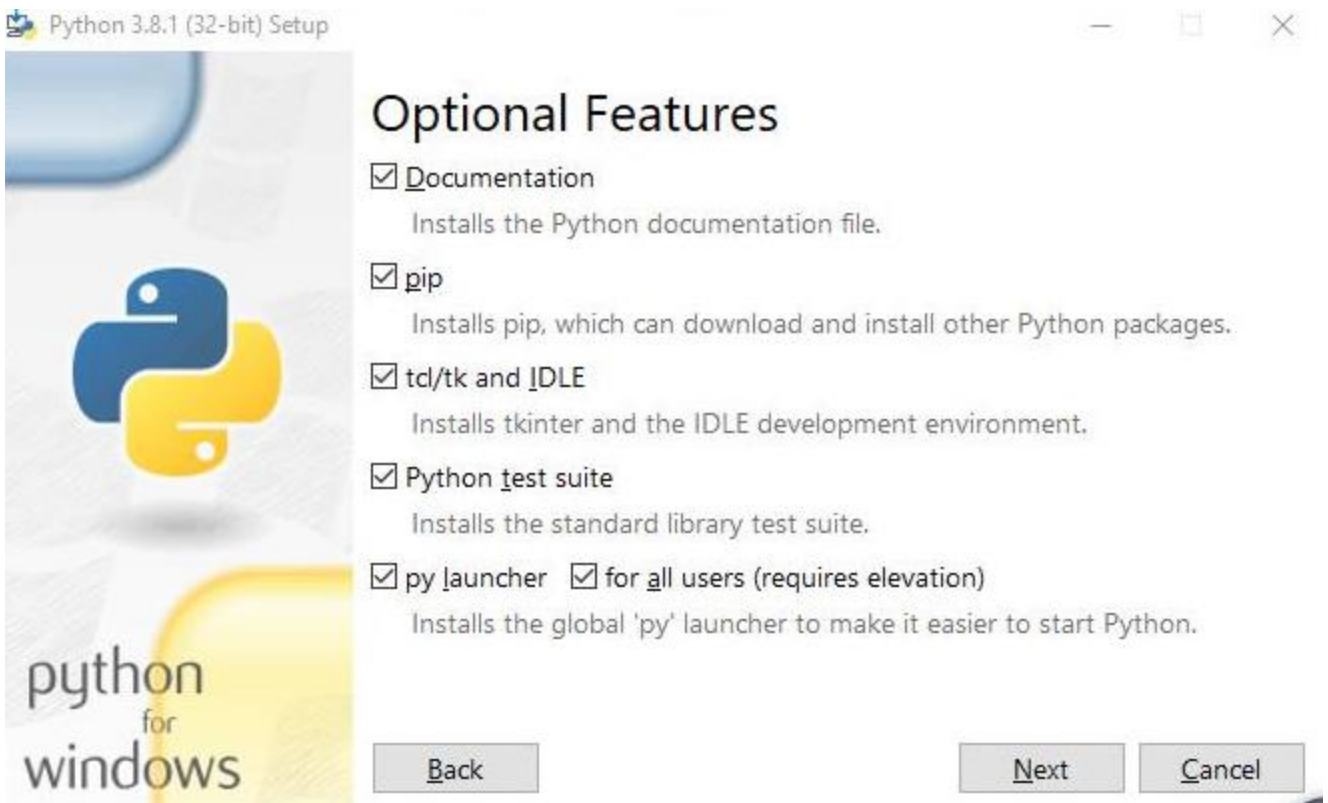 Python 3.8.1 (32-bit) Setup
Optional Features
Documentation
Installs the Python documentation file.
pip
Installs pip, which can download and install other Python packages.
tcl/tk and IDLE
Installs tkinter and the IDLE development environment.
Python test suite
Installs the standard library test suite.
py launcher for all users (requires elevation)
Installs the global 'py' launcher to make it easier to start Python.
python
for
windows
Back Next Cancel